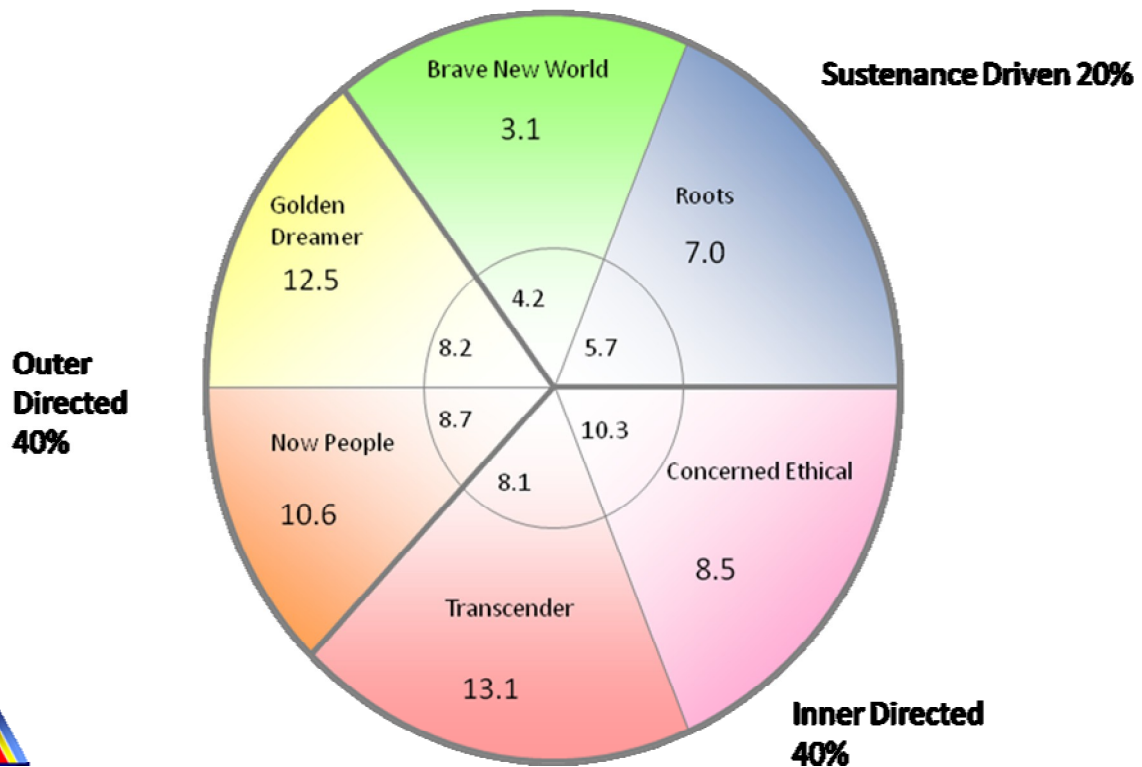 Brave New World
3.1
Sustenance Driven 20%
Roots
7.0
Golden
Dreamer
12.5
4.2
5.7
8.2
Outer
Directed
40%
8.7
10.3
Now People
10.6
8.1
Concerned Ethical
8.5
Transcender
13.1
Inner Directed
40%